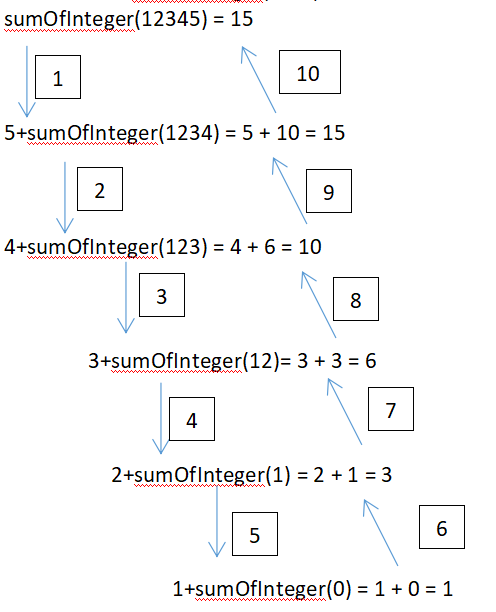 sumOfInteger(12345) = 15
1
10
5+sumOfInteger(1234) = 5 + 10 = 15
2
9
4+sumOfInteger(123) = 4 + 6 = 10
3
8
3+sumOfInteger(12)= 3 + 3 = 6
4
7
2+sumOfInteger(1) = 2 + 1 = 3
5
6
1+sumOfInteger(0) = 1 + 0 = 1